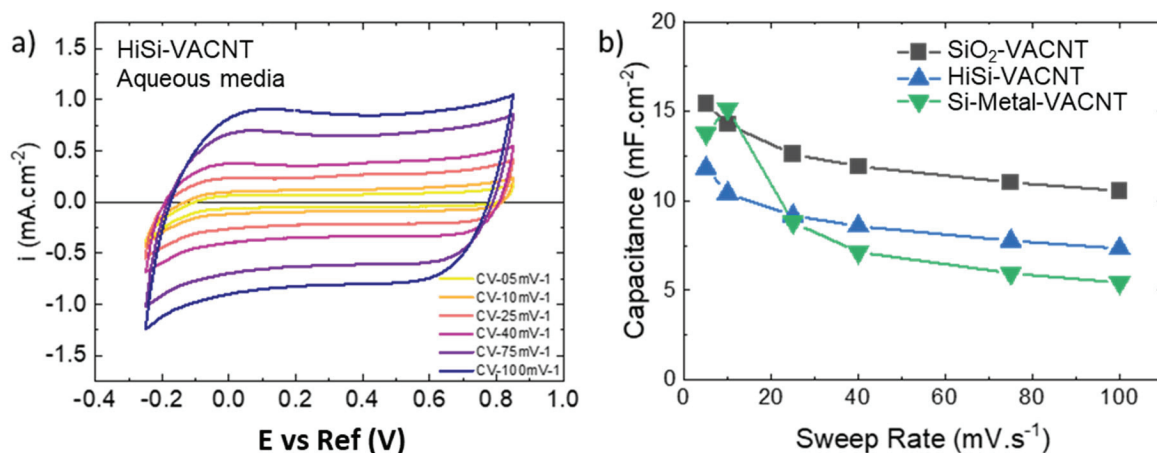 a)
HiSi-VACNT
Aqueous media
1.5
1.0
0.5
0.0
-0.5
-1.0
-1.5
i (mA.cm-2)
CV-05mV-1
CV-10mV-1
CV-25mV-1
CV-40mV-1
CV-75mV-1
CV-100mV-1
-0.4 -0.2 0.0 0.2 0.4 0.6 0.8 1.0
E vs Ref (V)
b)
20
15
10
5
0
Capacitance (mF.cm-2)
SiO2-VACNT
HiSi-VACNT
Si-Metal-VACNT
0 20 40 60 80 100
Sweep Rate (mV.s-1)